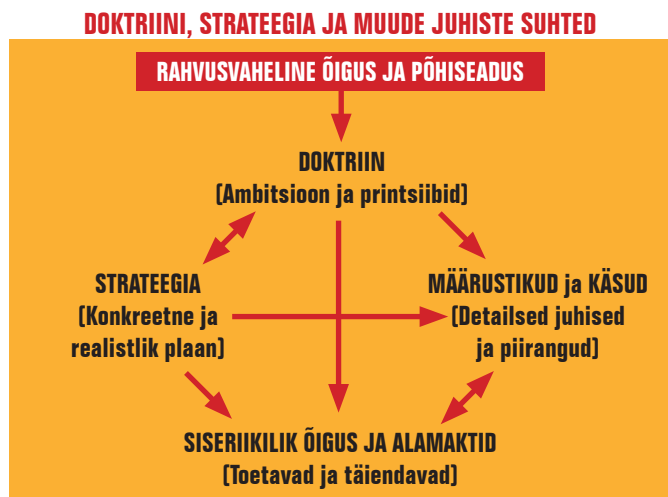 DOKTRIINI, STRATEEGIA JA MUUDE JUHISTE SUHTED
RAHVUSVAHELINE ÕIGUS JA PÕHISEADUS
DOKTRIIN
(Ambitsioon ja printsiibid)
STRATEEGIA
(Konkreetne ja
realistlik plaan)
MÄÄRUSTIKUD ja KÄSUD
(Detailsed juhised
ja piirangud)
SISERIIKILIK ÕIGUS JA ALAMAKTID
(Toetavad ja täiendavad)